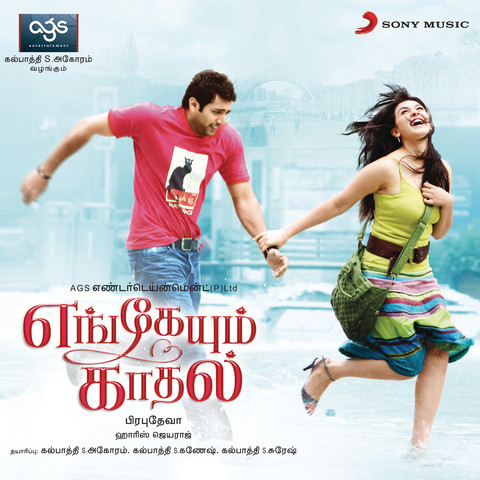 ags
entertainment
கல்பாத்தி S.அகோரம்
வழங்கும்
SONY MUSIC
AGS எண்டர்டெய்ன்மென்ட்(P)Ltd
எங்கேயும்
காதல்
பிரபுதேவா
ஹாரிஸ் ஜெயராஜ்
தயாரிப்பு: கல்பாத்தி S.அகோரம். கல்பாத்தி S.கணேஷ். கல்பாத்தி S.சுரேஷ்